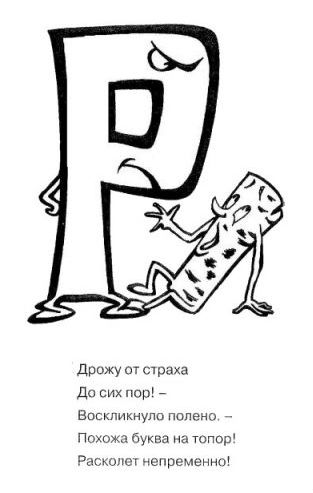 Р
Дрожу от страха
До сих пор! –
Воскликнуло полено. –
Похожа буква на топор!
Расколет непременно!